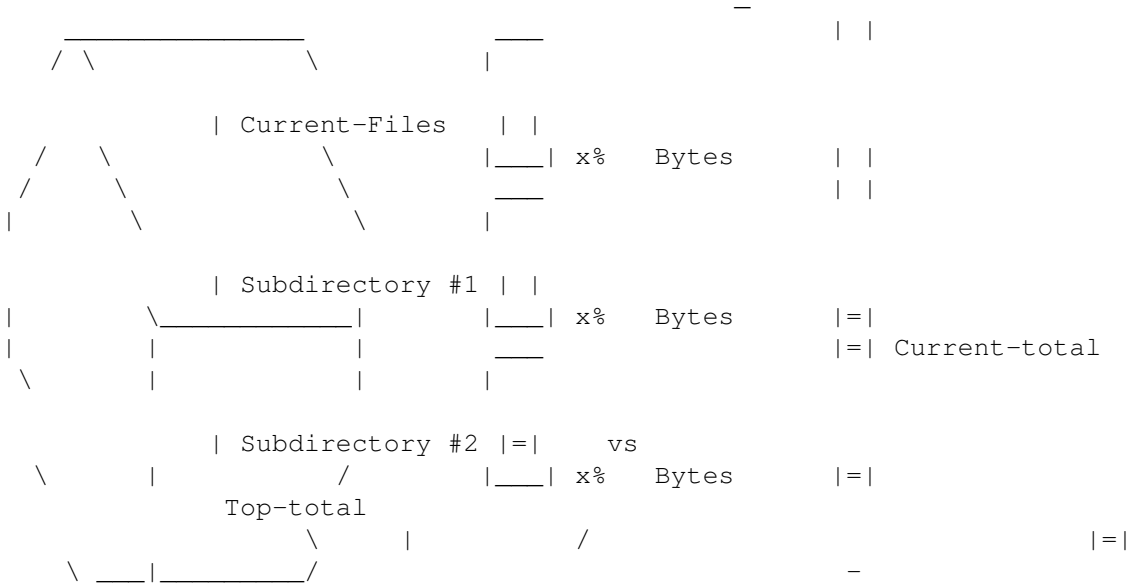 Current-Files
x% Bytes
Subdirectory #1
x% Bytes
Current-total
Subdirectory #2 vs
x% Bytes
Top-total